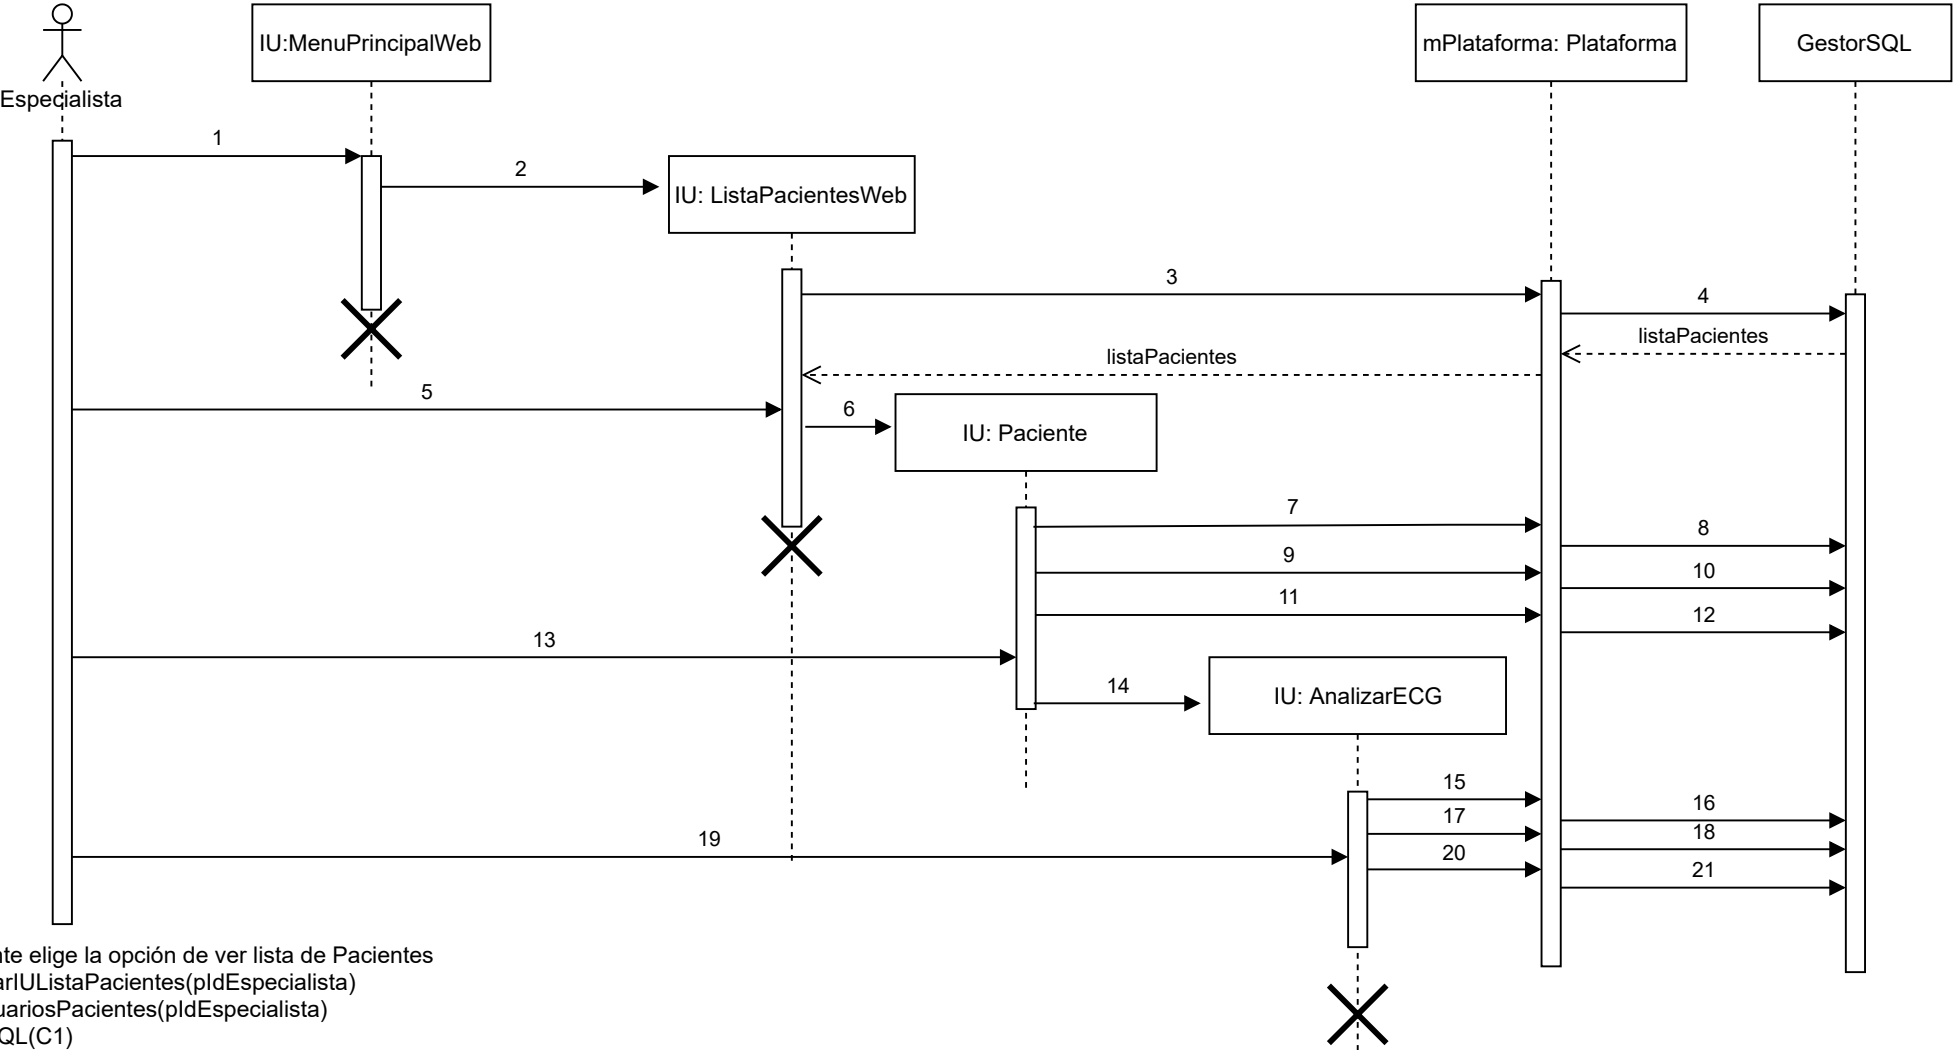 IU:MenuPrincipalWeb
mPlataforma: Plataforma
GestorSQL
Especialista
1
2
IU: ListaPacientesWeb
3
4
listaPacientes
listaPacientes
5
6
IU: Paciente
7
8
9
10
11
12
13
14
IU: AnalizarECG
15
16
17
18
19
20
21
nte elige la opción de ver lista de Pacientes
arIUListaPacientes(pIdEspecialista)
uariosPacientes(pIdEspecialista)
QL(C1)